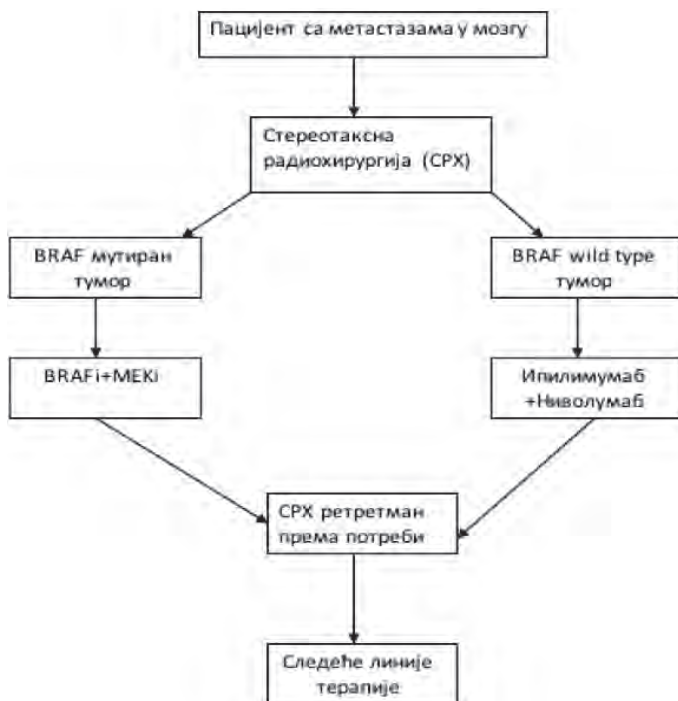 Пацијент са метастазама у мозгу
Стереотаксна
радиохирургија (СРХ)
BRAF мутиран
тумор
BRAF wild type
тумор
BRAFi+MEKi
Ипилимумаб
+Ниволумаб
СРХ ретретман
према потреби
Следеће линије
терапије